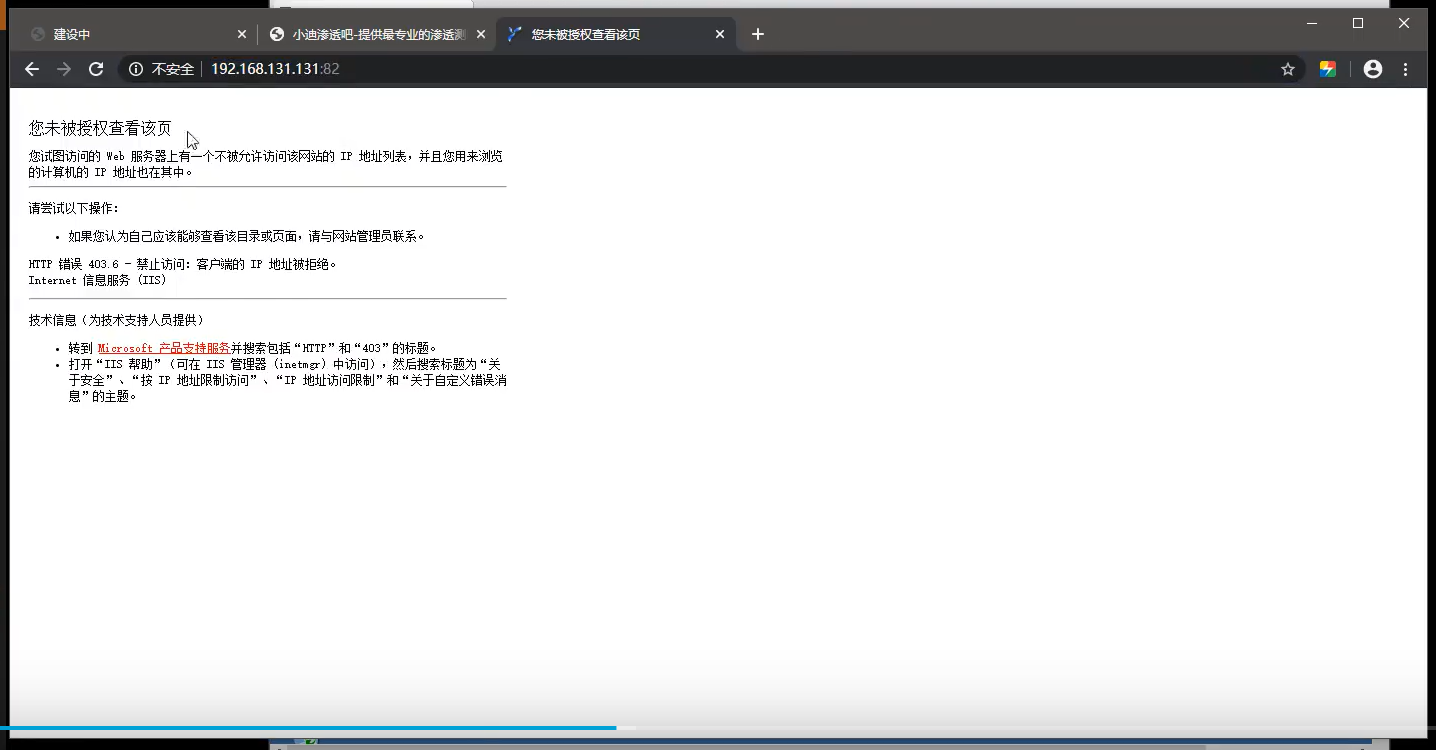 建设中
小迪渗透吧-提供最专业的渗透测
您未被授权查看该页
不安全
192.168.131.131:82
您未被授权查看该页
您试图访问的 Web 服务器上有一个不被允许访问该网站的 IP 地址列表，并且您用来浏览
的计算机的 IP 地址也在其中。
请尝试以下操作：
• 如果您认为自己应该能够查看该目录或页面，请与网站管理员联系。
HTTP 错误 403.6 - 禁止访问：客户端的 IP 地址被拒绝。
Internet 信息服务 (IIS)
技术信息（为技术支持人员提供）
• 转到 Microsoft 产品支持服务并搜索包括“HTTP”和“403”的标题。
• 打开“IIS 帮助”（可在 IIS 管理器 (inetmgr) 中访问），然后搜索标题为“关
于安全”、“按 IP 地址限制访问”、“IP 地址访问限制”和“关于自定义错误消
息”的主题。